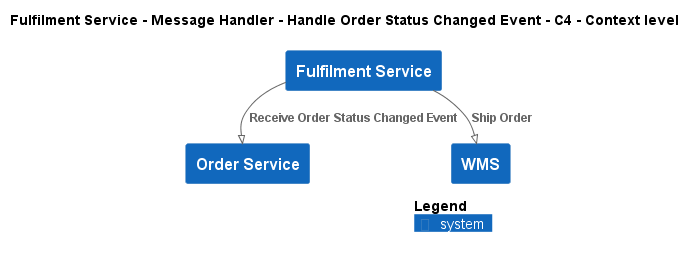 Fulfilment Service - Message Handler - Handle Order Status Changed Event - C4 - Context level
Fulfilment Service
Receive Order Status Changed Event
Ship Order
Order Service
WMS
Legend
system